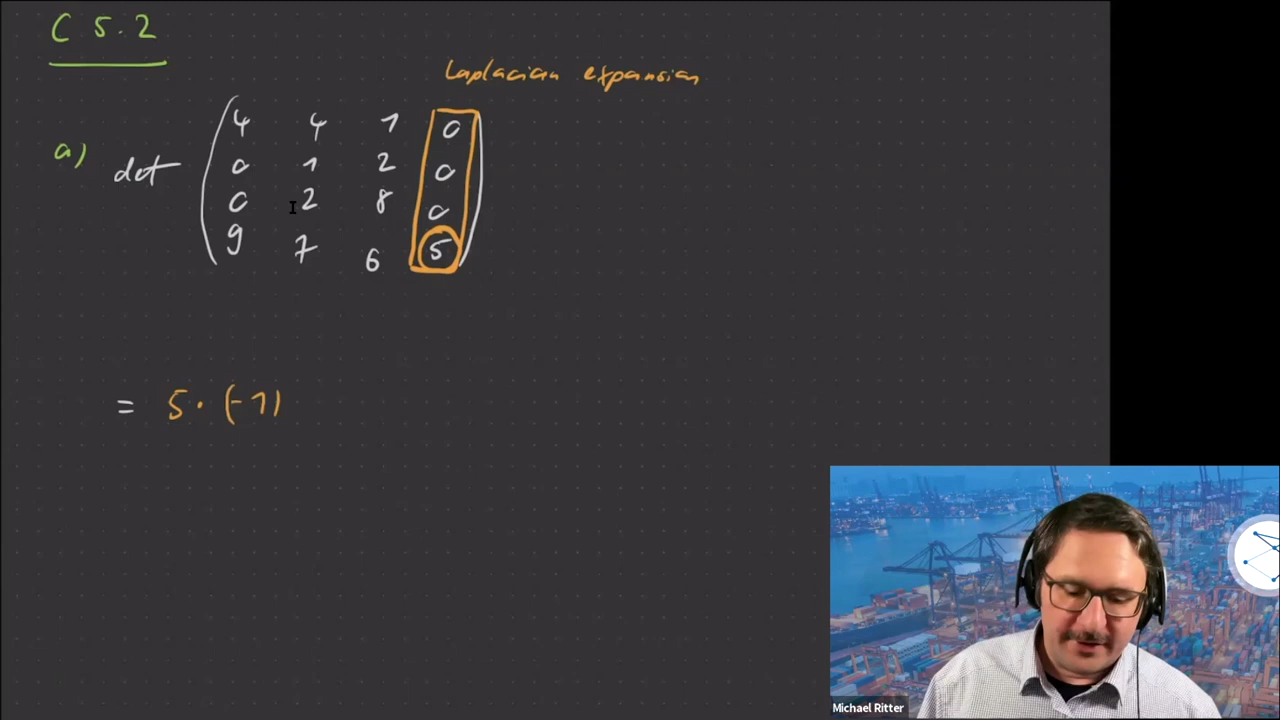 C 5.2
Laplacian expansion
a) det
4 4 1 0
0 1 2 0
0 2 8 0
9 7 6 5
= 5 · (-1)
Michael Ritter